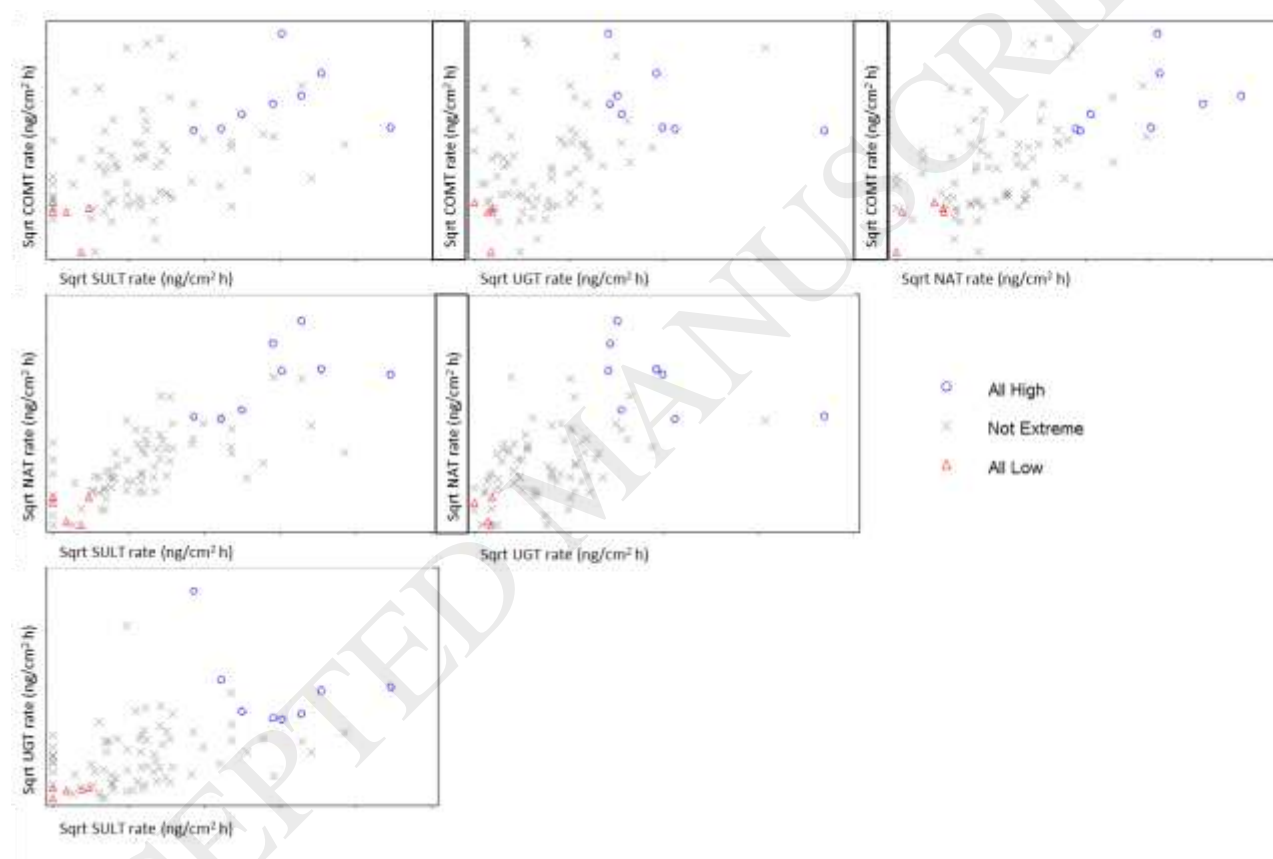 Sqrt COMT rate (ng/cm² h)
Sqrt COMT rate (ng/cm² h)
Sqrt COMT rate (ng/cm² h)
Sqrt SULT rate (ng/cm² h)
Sqrt UGT rate (ng/cm² h)
Sqrt NAT rate (ng/cm² h)
Sqrt NAT rate (ng/cm² h)
Sqrt NAT rate (ng/cm² h)
All High
Not Extreme
All Low
Sqrt SULT rate (ng/cm² h)
Sqrt UGT rate (ng/cm² h)
Sqrt UGT rate (ng/cm² h)
Sqrt SULT rate (ng/cm² h)
EPTED MANUSCRI